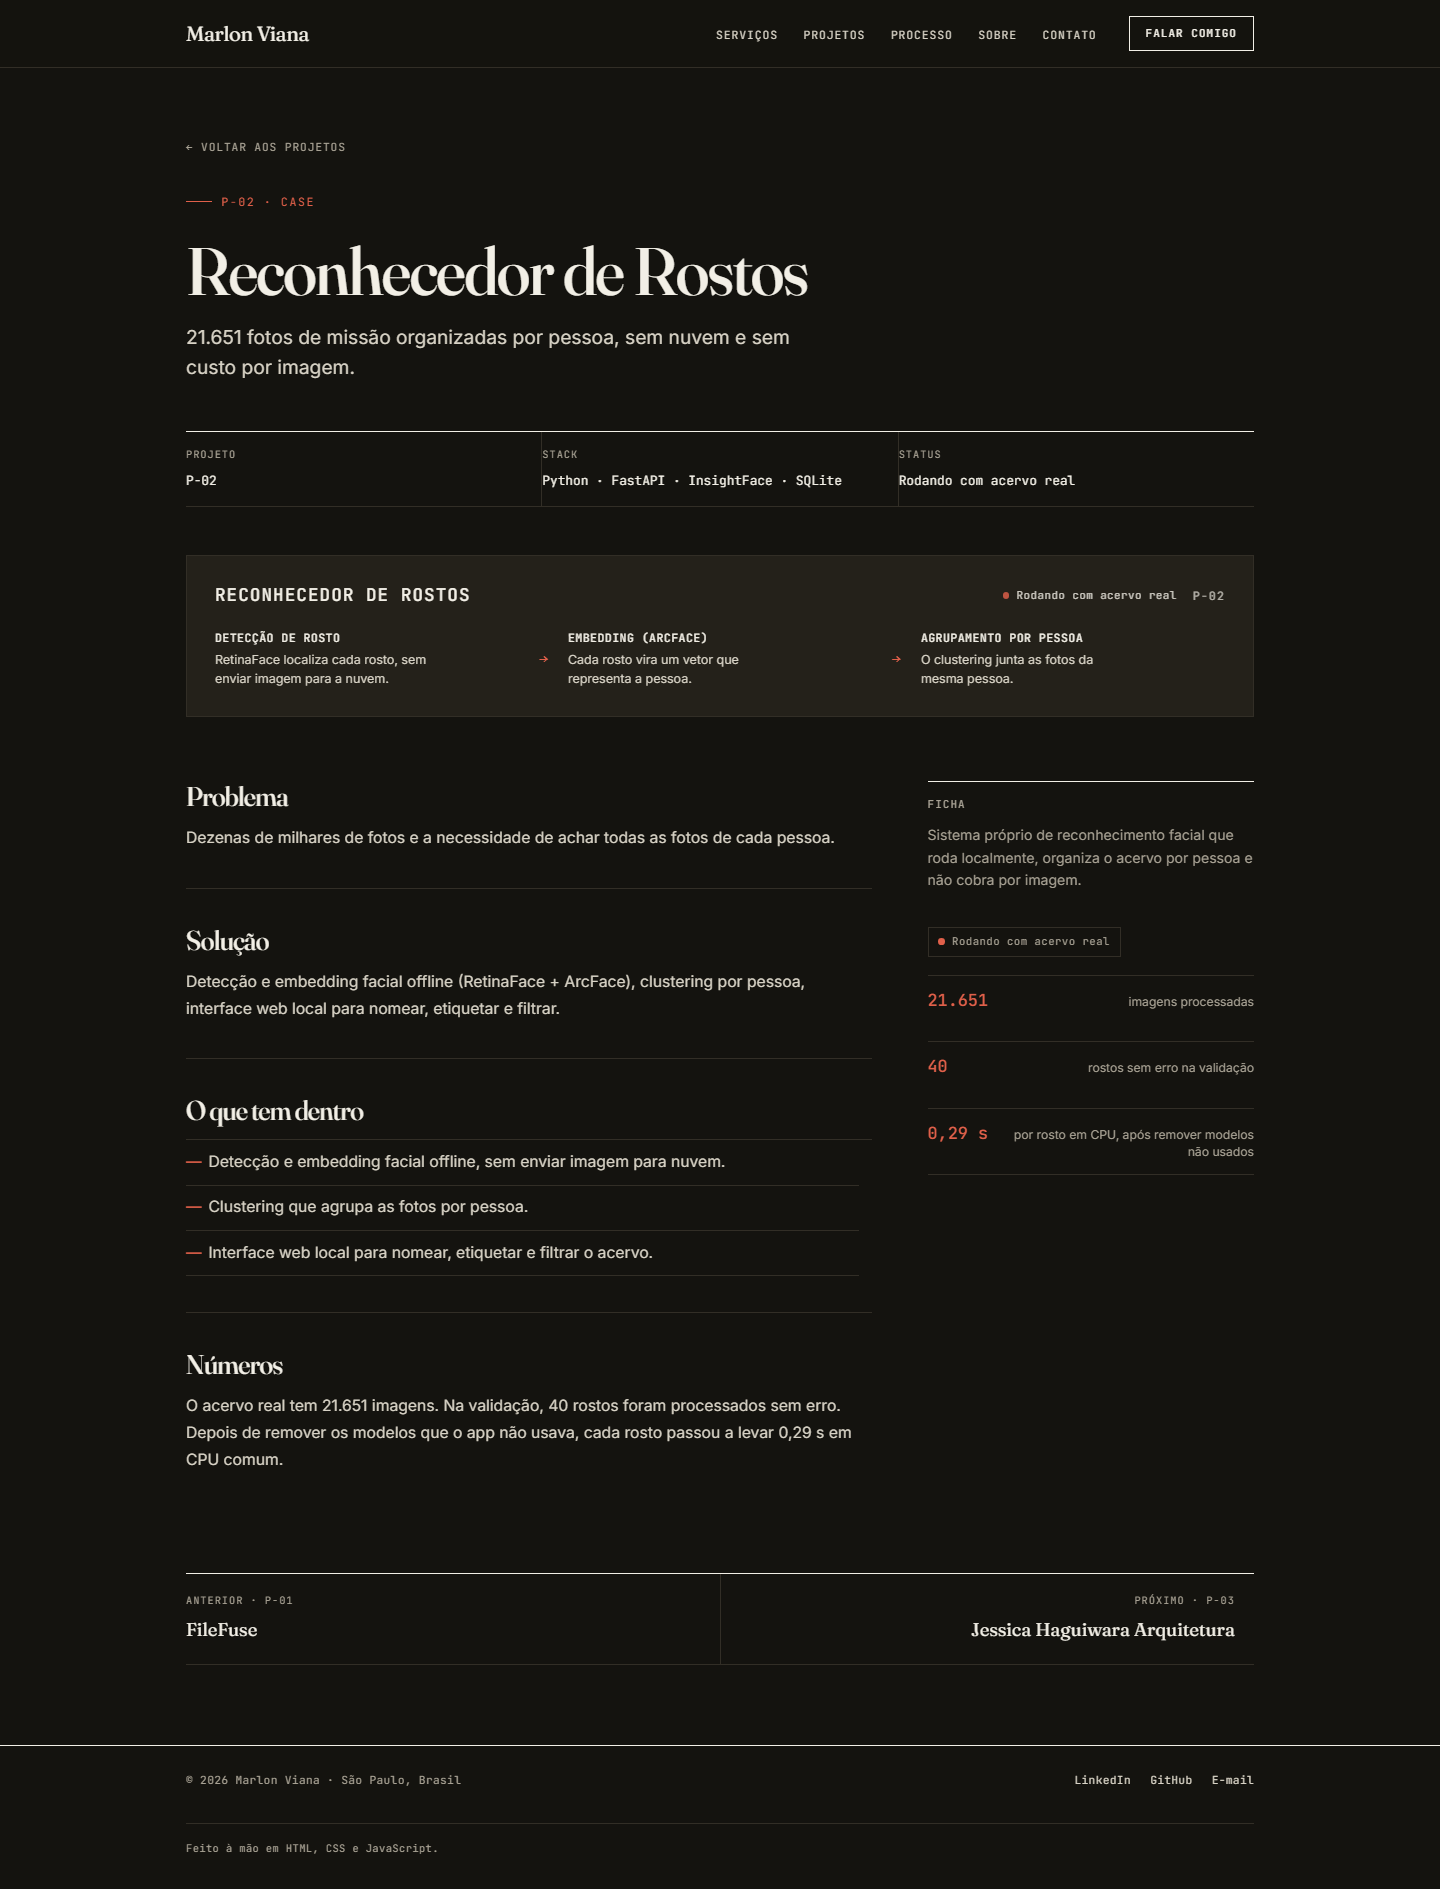 Marlon Viana
SERVIÇOS PROJETOS PROCESSO SOBRE CONTATO FALAR COMIGO
← VOLTAR AOS PROJETOS
P-02 · CASE
Reconhecedor de Rostos
21.651 fotos de missão organizadas por pessoa, sem nuvem e sem
custo por imagem.
PROJETO
P-02
STACK
Python · FastAPI · InsightFace · SQLite
STATUS
Rodando com acervo real
RECONHECEDOR DE ROSTOS
Rodando com acervo real P-02
DETECÇÃO DE ROSTO
RetinaFace localiza cada rosto, sem
enviar imagem para a nuvem.
→
EMBEDDING (ARCFACE)
Cada rosto vira um vetor que
representa a pessoa.
→
AGRUPAMENTO POR PESSOA
O clustering junta as fotos da
mesma pessoa.
Problema
Dezenas de milhares de fotos e a necessidade de achar todas as fotos de cada pessoa.
Solução
Detecção e embedding facial offline (RetinaFace + ArcFace), clustering por pessoa,
interface web local para nomear, etiquetar e filtrar.
O que tem dentro
— Detecção e embedding facial offline, sem enviar imagem para nuvem.
— Clustering que agrupa as fotos por pessoa.
— Interface web local para nomear, etiquetar e filtrar o acervo.
Números
O acervo real tem 21.651 imagens. Na validação, 40 rostos foram processados sem erro.
Depois de remover os modelos que o app não usava, cada rosto passou a levar 0,29 s em
CPU comum.
FICHA
Sistema próprio de reconhecimento facial que
roda localmente, organiza o acervo por pessoa e
não cobra por imagem.
Rodando com acervo real
21.651 imagens processadas
40 rostos sem erro na validação
0,29 s por rosto em CPU, após remover modelos
não usados
ANTERIOR · P-01
FileFuse
PRÓXIMO · P-03
Jessica Haguiwara Arquitetura
© 2026 Marlon Viana · São Paulo, Brasil
LinkedIn GitHub E-mail
Feito à mão em HTML, CSS e JavaScript.